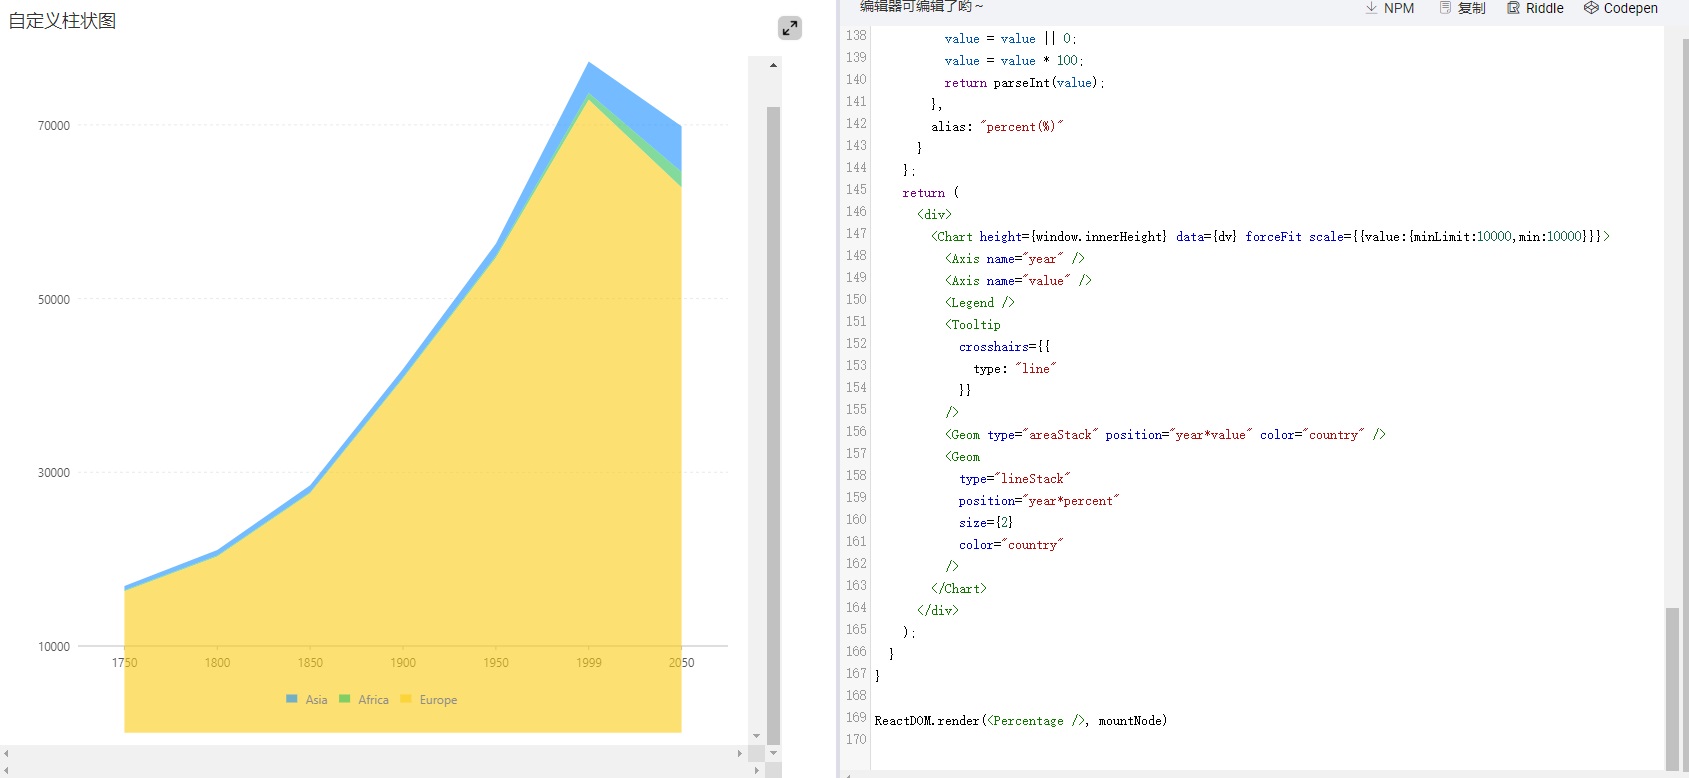 自定义柱状图
70000
50000
30000
10000
1750 1800 1850 1900 1950 1999 2050
Asia Africa Europe
编辑器可编辑了哟~ NPM 复制 Riddle Codepen
138 value = value || 0;
139 value = value * 100;
140 return parseInt(value);
141 },
142 alias: "percent(%)"
143 }
144 };
145 return (
146 <div>
147 <Chart height={window.innerHeight} data={dv} forceFit scale={{value:{minLimit:10000,min:10000}}}>
148 <Axis name="year" />
149 <Axis name="value" />
150 <Legend />
151 <Tooltip
152 crosshairs={{
153 type: "line"
154 }}
155 />
156 <Geom type="areaStack" position="year*value" color="country" />
157 <Geom
158 type="lineStack"
159 position="year*percent"
160 size={2}
161 color="country"
162 />
163 </Chart>
164 </div>
165 );
166 }
167 }
168
169 ReactDOM.render(<Percentage />, mountNode)
170